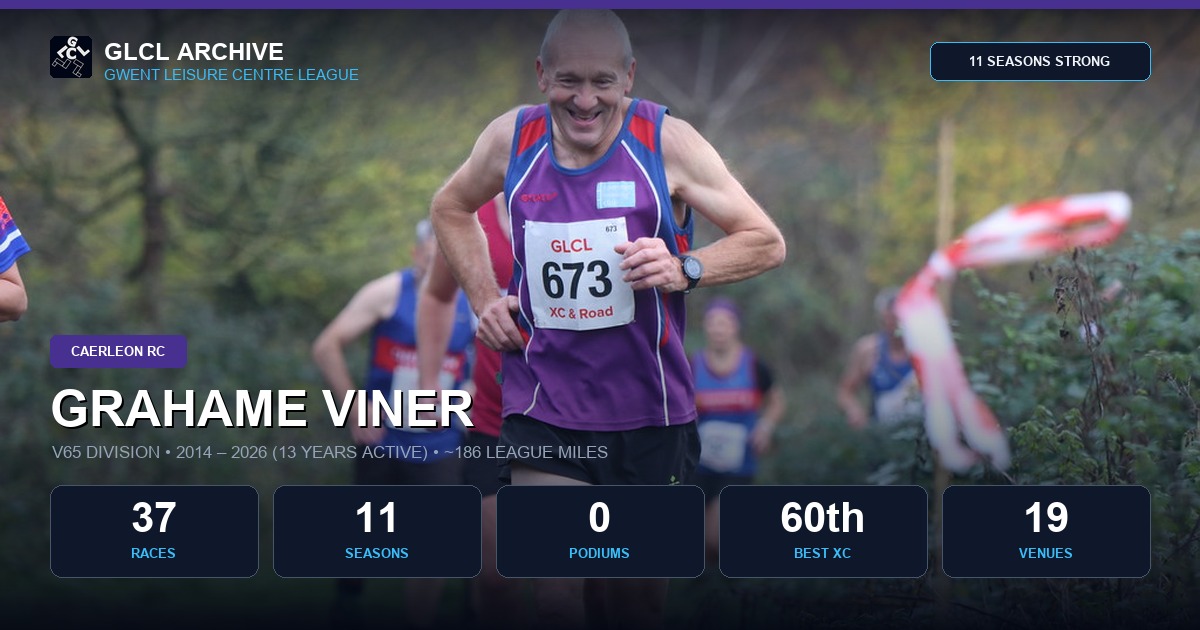 GLCL ARCHIVE
GWENT LEISURE CENTRE LEAGUE
11 SEASONS STRONG
673
GLCL
673
XC & Road
CAERLEON RC
GRAHAME VINER
V65 DIVISION • 2014 – 2026 (13 YEARS ACTIVE) • ~186 LEAGUE MILES
37
RACES
11
SEASONS
0
PODIUMS
60th
BEST XC
19
VENUES